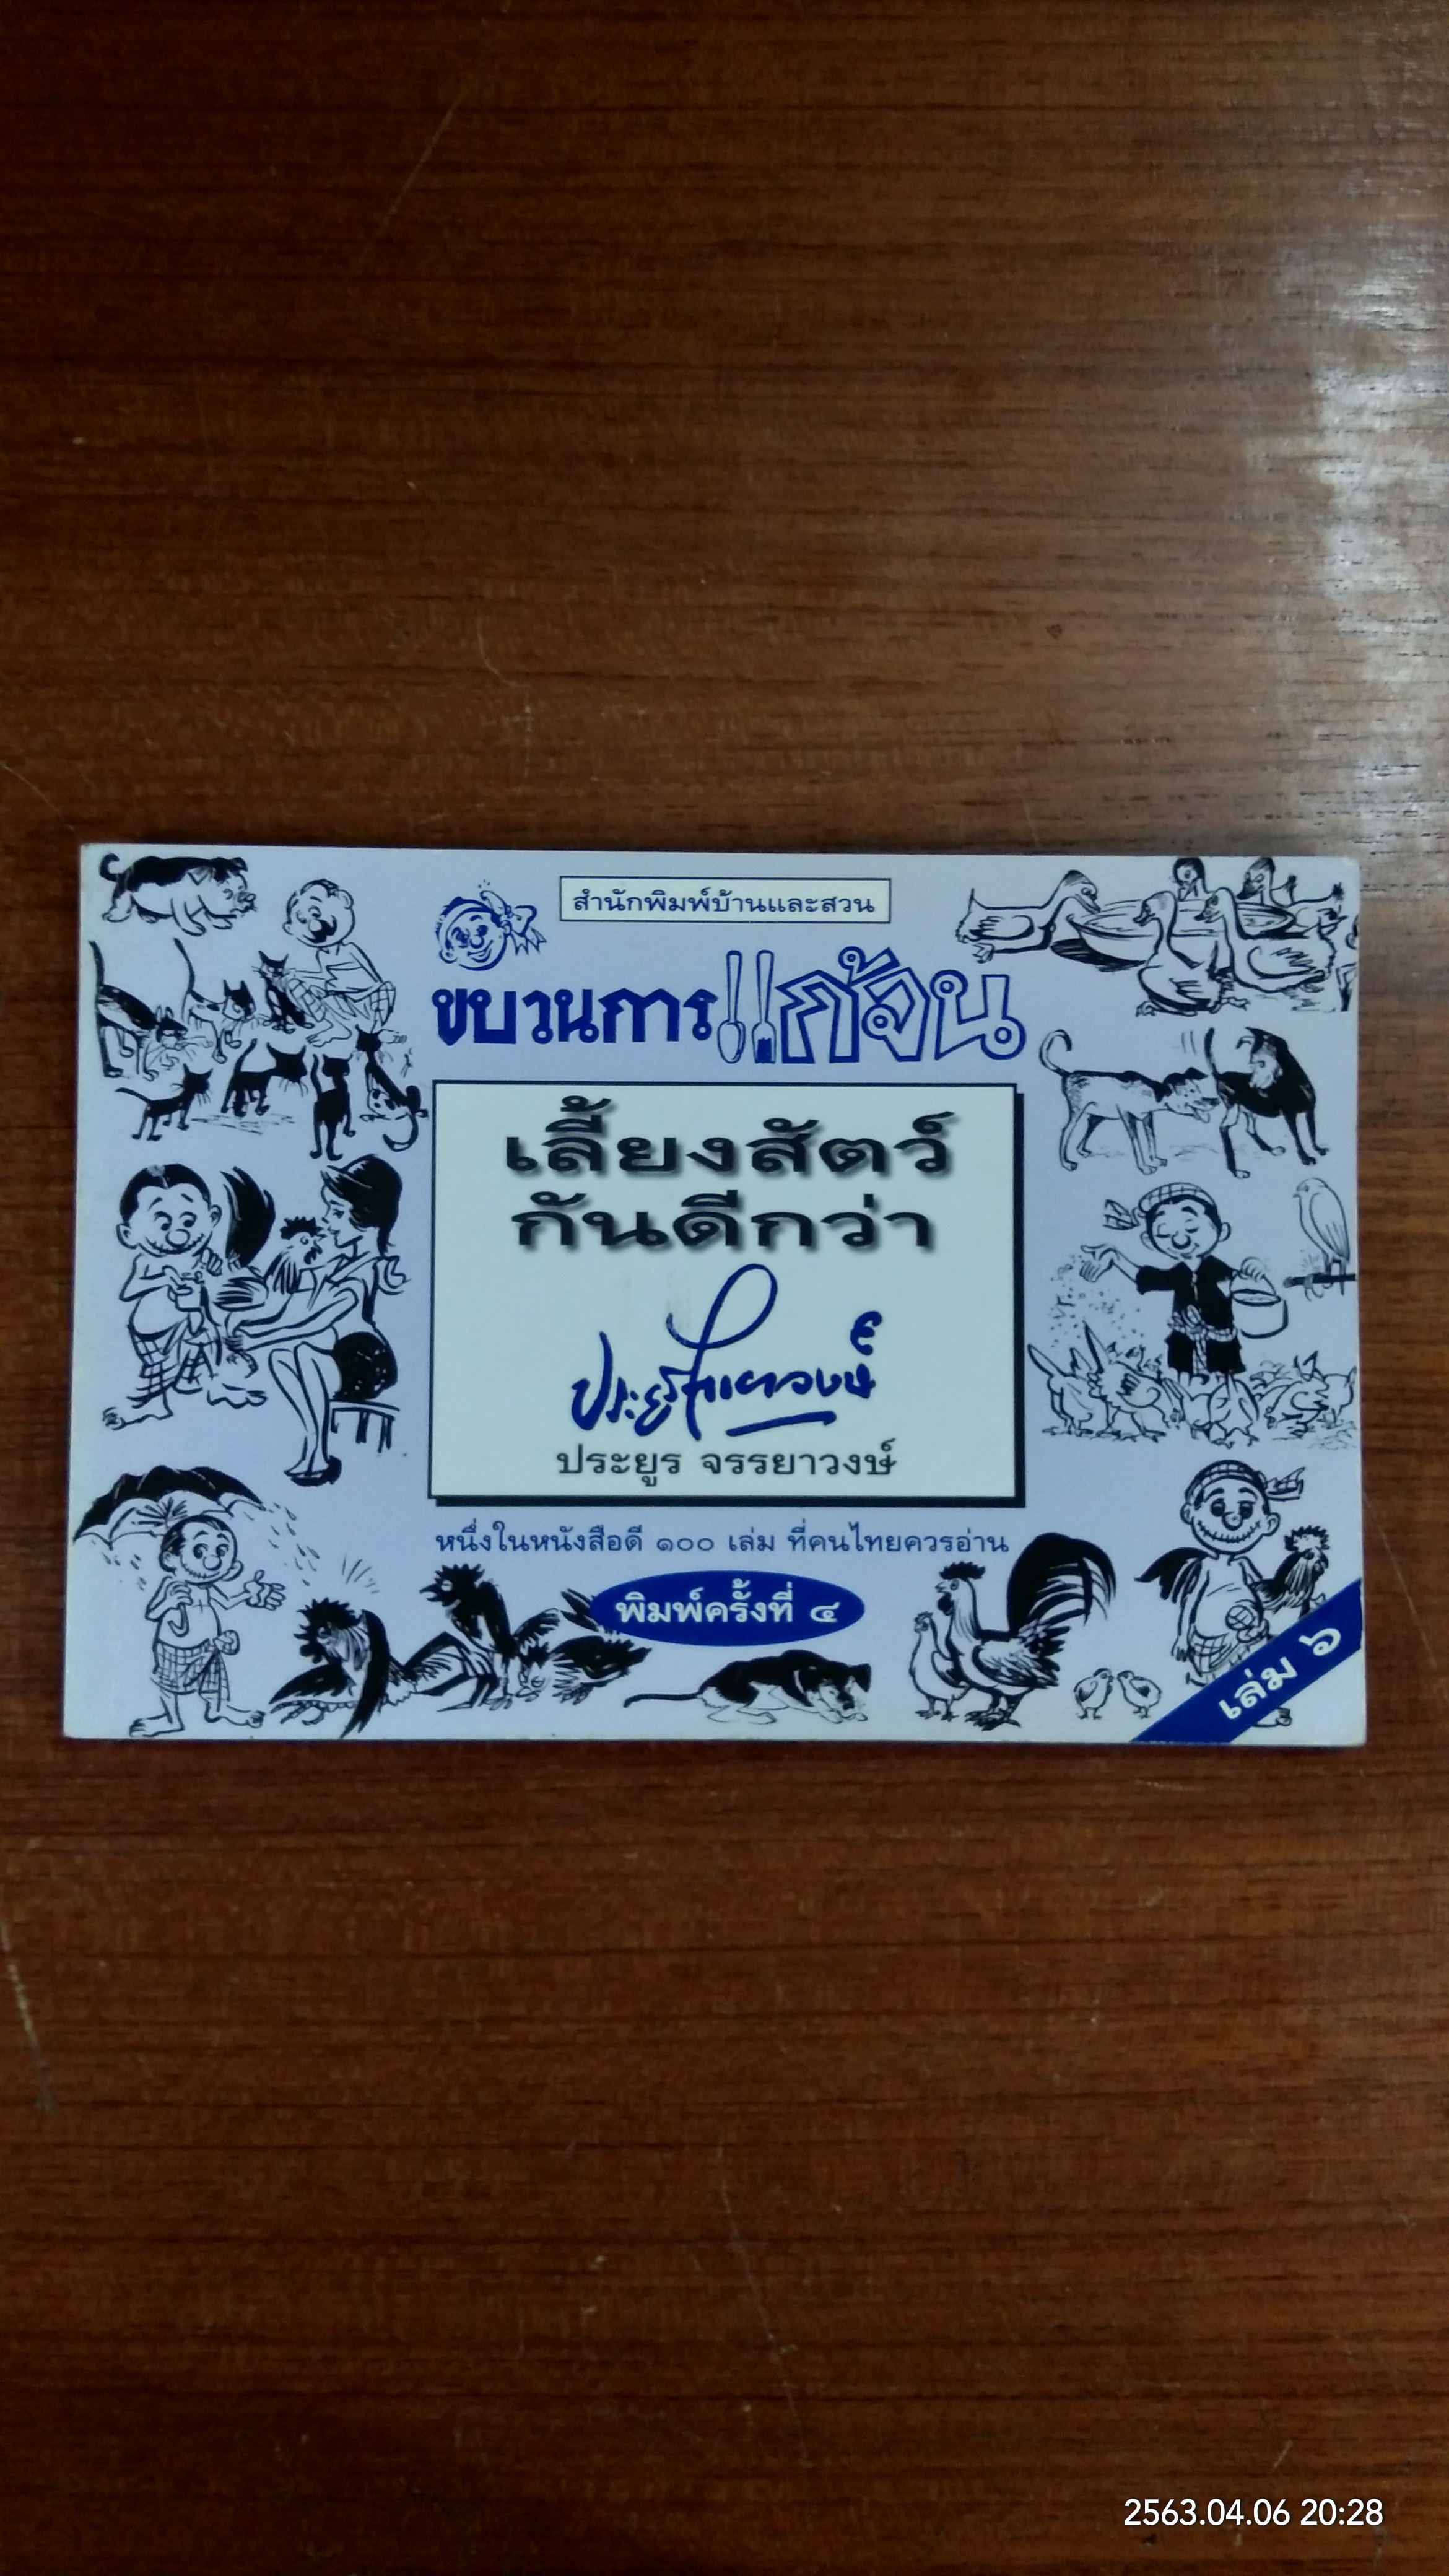 สำนักพิมพ์บ้านและสวน
ขบวนการแก้จน
เลี้ยงสัตว์
กันดีกว่า
ประยูร จรรยาวงษ์
ประยูร จรรยาวงษ์
หนึ่งในหนังสือดี ๑๐๐ เล่ม ที่คนไทยควรอ่าน
พิมพ์ครั้งที่ ๔
เล่ม ๖
2563.04.06 20:28